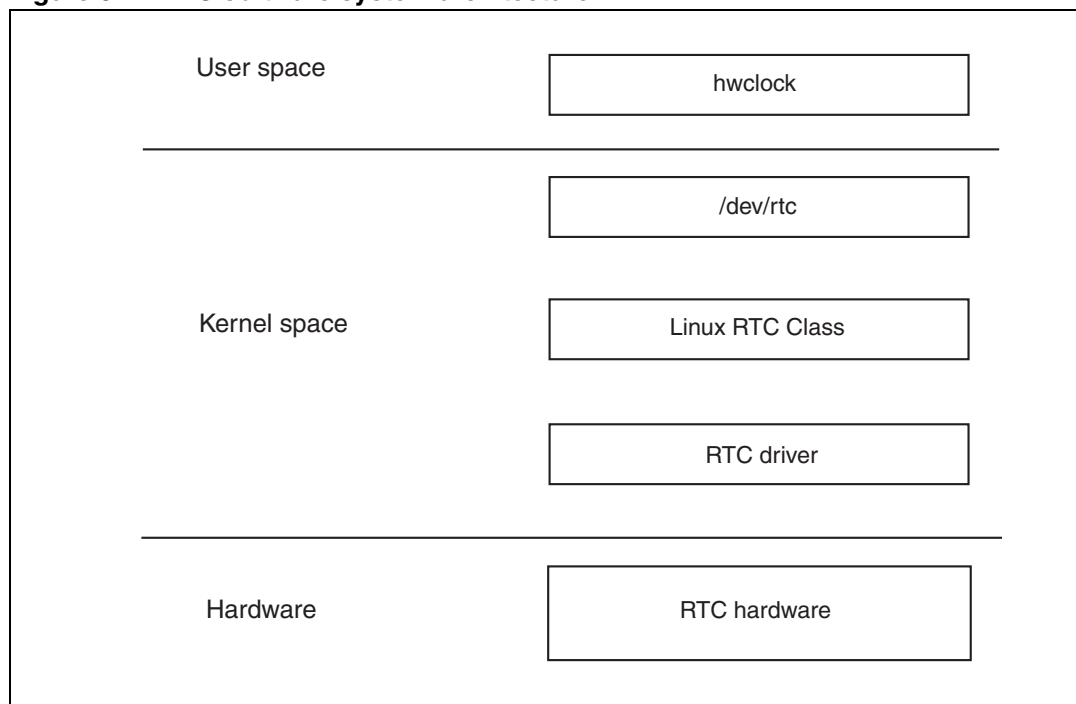 User space
hwclock
/dev/rtc
Kernel space
Linux RTC Class
RTC driver
Hardware
RTC hardware